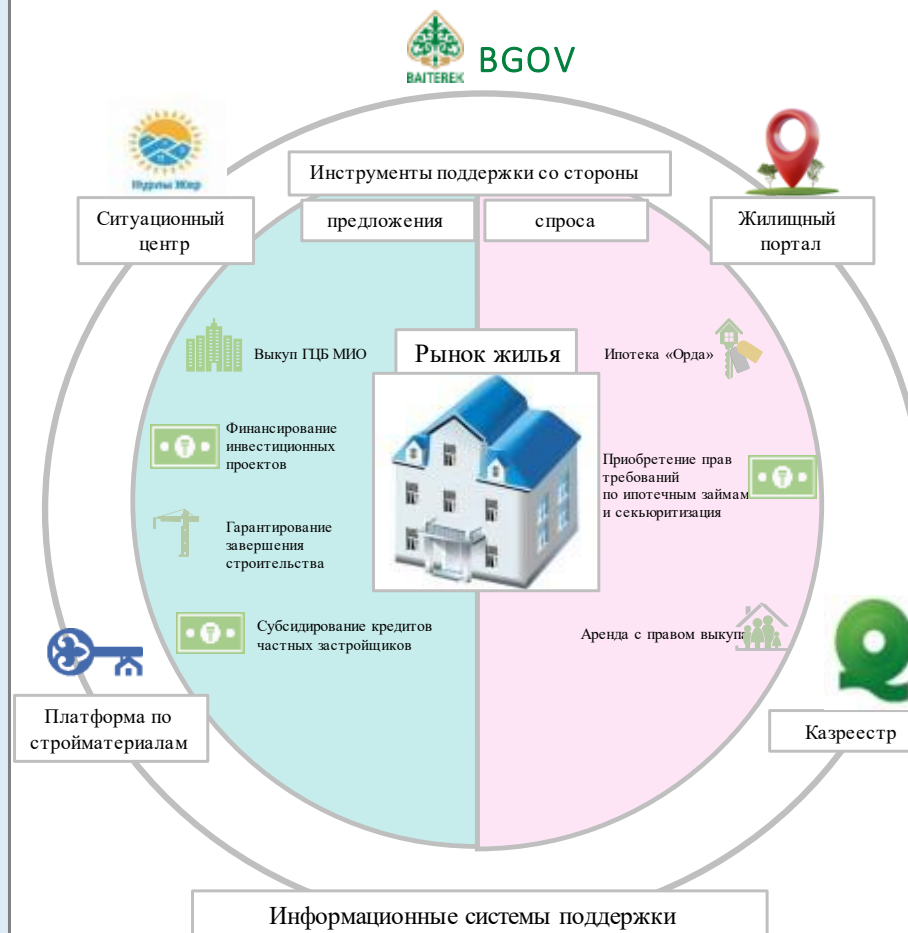 BAITEREK
BGOV
Нұрлы Жер
Ситуационный
центр
Инструменты поддержки со стороны
предложения
спроса
Жилищный
портал
Выкуп ГЦБ МИО
Рынок жилья
Ипотека «Орда»
Финансирование
инвестиционных
проектов
Приобретение прав
требований
по ипотечным займам
и секьюритизация
Гарантирование
завершения
строительства
Субсидирование кредитов
частных застройщиков
Аренда с правом выкупа
Платформа по
стройматериалам
Казреестр
Информационные системы поддержки